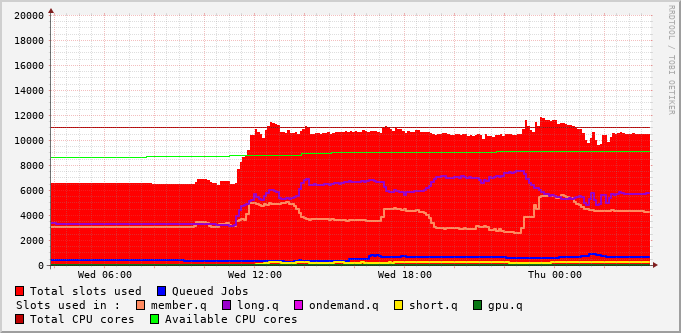 20000
18000
16000
14000
12000
10000
8000
6000
4000
2000
0
Wed 06:00 Wed 12:00 Wed 18:00 Thu 00:00
Total slots used Queued Jobs
Slots used in : member.q long.q ondemand.q short.q gpu.q
Total CPU cores Available CPU cores
RRDTOOL / TOBI OETIKER